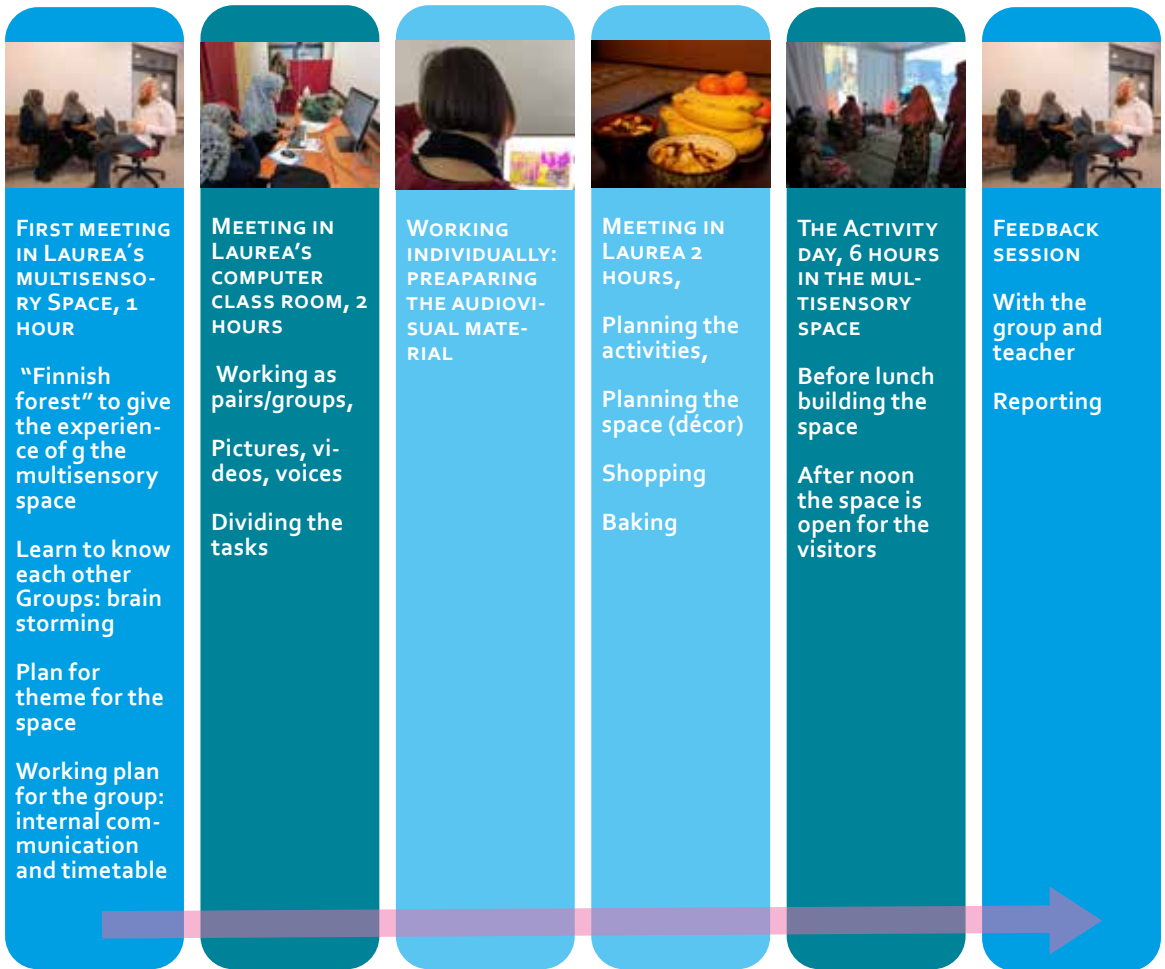 First meeting
in Laurea´s
multisenso-
ry Space, 1
hour
“Finnish
forest” to give
the experien-
ce of g the
multisensory
space
Learn to know
each other
Groups: brain
storming
Plan for
theme for the
space
Working plan
for the group:
internal com-
munication
and timetable
Meeting in
Laurea’s
computer
class room, 2
hours
Working as
pairs/groups,
Pictures, vi-
deos, voices
Dividing the
tasks
Working
individually:
preaparing
the audiovi-
sual mate-
rial
Meeting in
Laurea 2
hours,
Planning the
activities,
Planning the
space (décor)
Shopping
Baking
The Activity
day, 6 hours
in the mul-
tisensory
space
Before lunch
building the
space
After noon
the space is
open for the
visitors
Feedback
session
With the
group and
teacher
Reporting